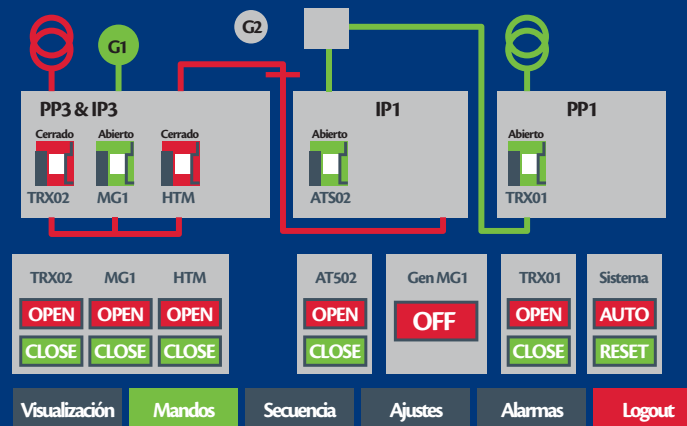 G1
G2
PP3 & IP3
IP1
PP1
Cerrado
Abierto
Cerrado
Abierto
Abierto
TRX02
MG1
HTM
ATS02
TRX01
TRX02
MG1
HTM
AT502
Gen MG1
TRX01
Sistema
OPEN
OPEN
OPEN
OPEN
OFF
OPEN
AUTO
CLOSE
CLOSE
CLOSE
CLOSE
CLOSE
RESET
Visualización
Mandos
Secuencia
Ajustes
Alarmas
Logout